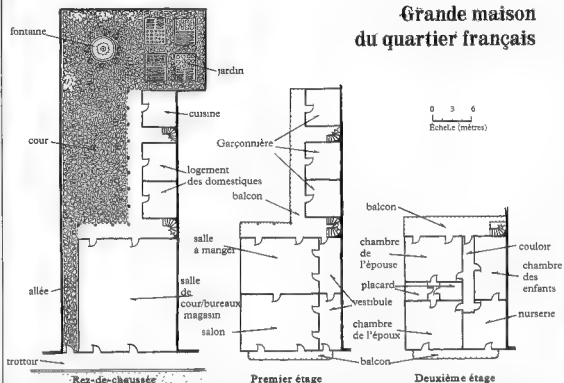 Grande maison
du quartier français
0 3 6
Échelle (mètres)
fontaine
jardin
cuisine
cour
logement
des domestiques
allée
salle
de
cour/bureaux
magasin
trottoir
Rez-de-chaussée
Garçonnière
balcon
salle
à manger
vestibule
salon
balcon
Premier étage
balcon
chambre
de
l'épouse
couloir
chambre
des
enfants
placard
nurserie
chambre
de l'époux
Deuxième étage